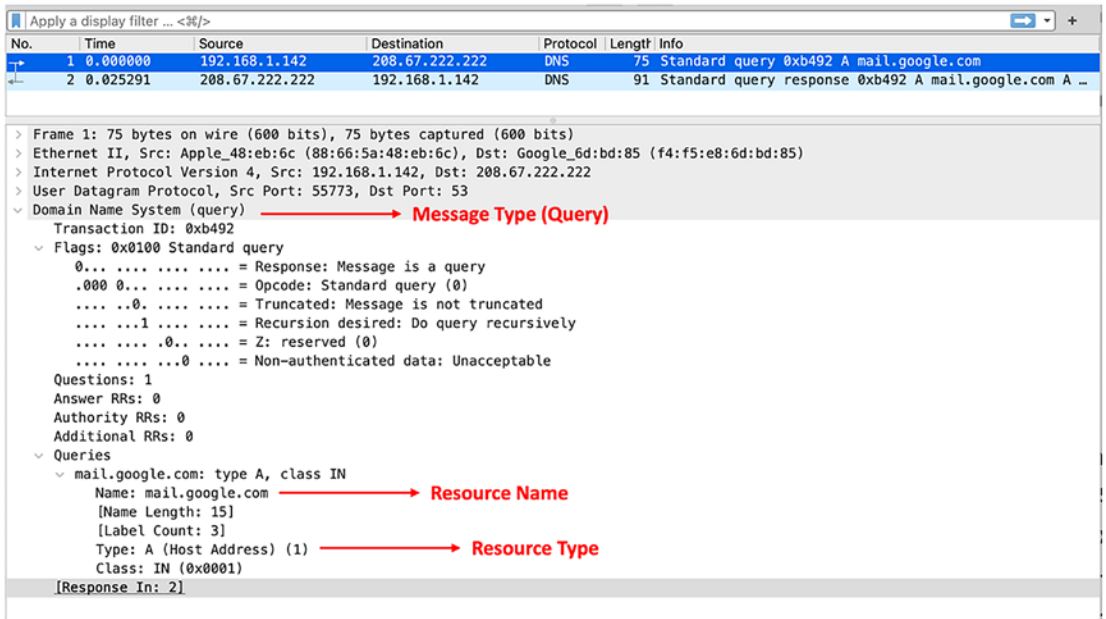 Apply a display filter … <⌘/>
+
No. Time Source Destination Protocol Length Info
1 0.000000 192.168.1.142 208.67.222.222 DNS 75 Standard query 0xb492 A mail.google.com
2 0.025291 208.67.222.222 192.168.1.142 DNS 91 Standard query response 0xb492 A mail.google.com A …
Frame 1: 75 bytes on wire (600 bits), 75 bytes captured (600 bits)
Ethernet II, Src: Apple_48:eb:6c (88:66:5a:48:eb:6c), Dst: Google_6d:bd:85 (f4:f5:e8:6d:bd:85)
Internet Protocol Version 4, Src: 192.168.1.142, Dst: 208.67.222.222
User Datagram Protocol, Src Port: 55773, Dst Port: 53
Domain Name System (query) Message Type (Query)
Transaction ID: 0xb492
Flags: 0x0100 Standard query
0... .... .... .... = Response: Message is a query
.000 0... .... .... = Opcode: Standard query (0)
.... ..0. .... .... = Truncated: Message is not truncated
.... ...1 .... .... = Recursion desired: Do query recursively
.... .... .0.. .... = Z: reserved (0)
.... .... ...0 .... = Non-authenticated data: Unacceptable
Questions: 1
Answer RRs: 0
Authority RRs: 0
Additional RRs: 0
Queries
mail.google.com: type A, class IN
Name: mail.google.com Resource Name
[Name Length: 15]
[Label Count: 3]
Type: A (Host Address) (1) Resource Type
Class: IN (0x0001)
[Response In: 2]